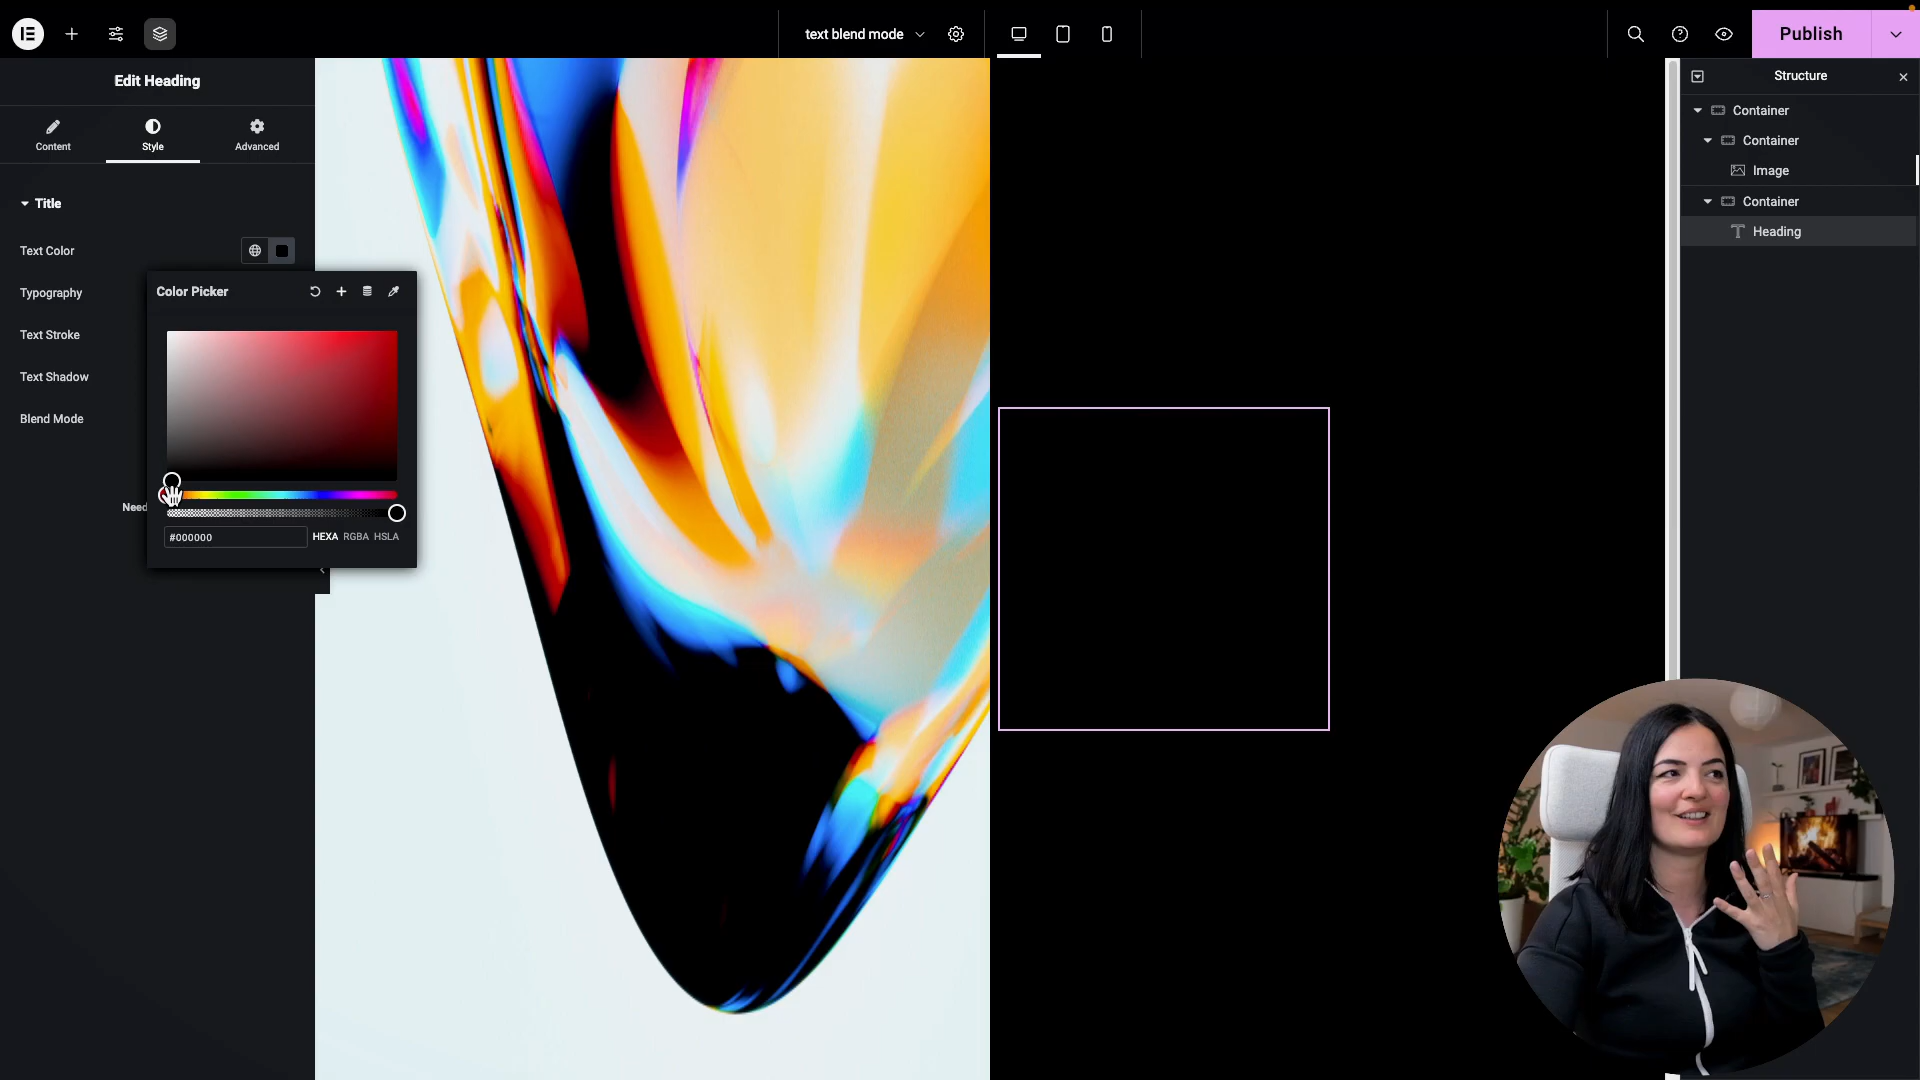 text blend mode
Publish
Edit Heading
Content
Style
Advanced
Title
Text Color
Typography
Text Stroke
Text Shadow
Blend Mode
Need
Color Picker
#000000
HEXA RGBA HSLA
Structure
Container
Container
Image
Container
Heading